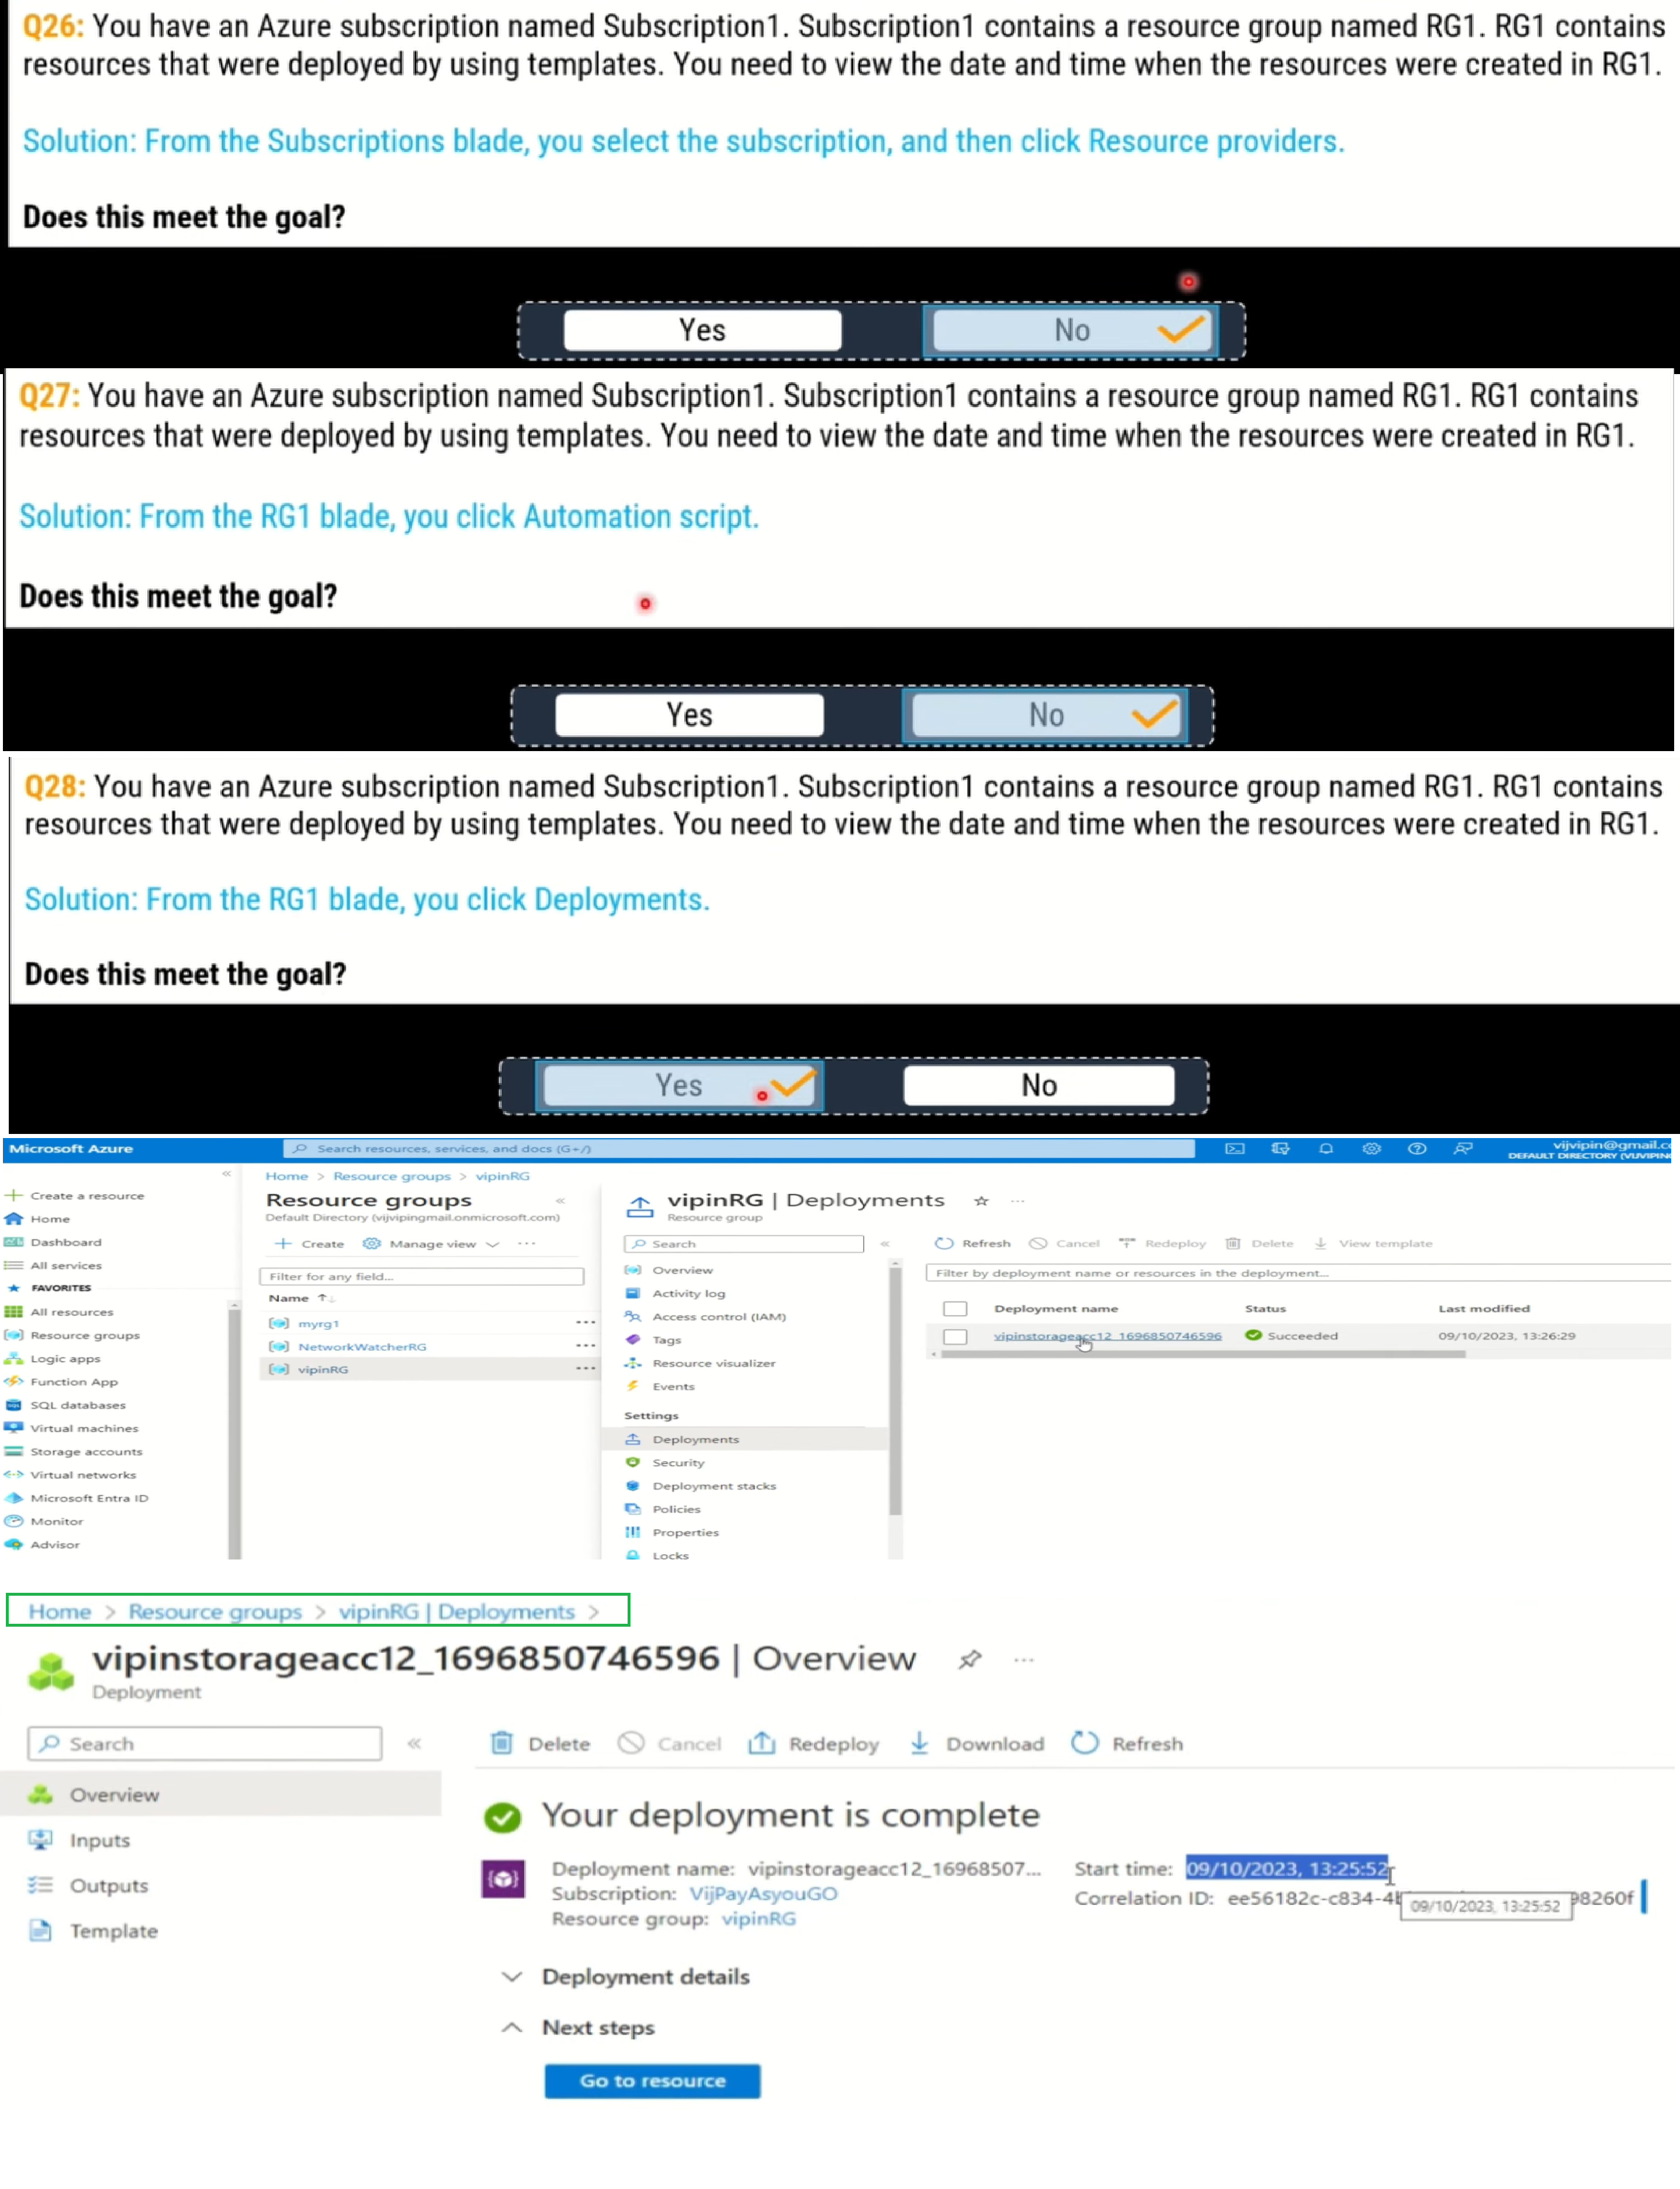 Q26: You have an Azure subscription named Subscription1. Subscription1 contains a resource group named RG1. RG1 contains
resources that were deployed by using templates. You need to view the date and time when the resources were created in RG1.
Solution: From the Subscriptions blade, you select the subscription, and then click Resource providers.
Does this meet the goal?
Yes No
Q27: You have an Azure subscription named Subscription1. Subscription1 contains a resource group named RG1. RG1 contains
resources that were deployed by using templates. You need to view the date and time when the resources were created in RG1.
Solution: From the RG1 blade, you click Automation script.
Does this meet the goal?
Yes No
Q28: You have an Azure subscription named Subscription1. Subscription1 contains a resource group named RG1. RG1 contains
resources that were deployed by using templates. You need to view the date and time when the resources were created in RG1.
Solution: From the RG1 blade, you click Deployments.
Does this meet the goal?
Yes No
Microsoft Azure
Search resources, services, and docs (G+/)
vijvipin@gmail.c
DEFAULT DIRECTORY (VIJVIPIN
Create a resource
Home
Dashboard
All services
FAVORITES
All resources
Resource groups
Logic apps
Function App
SQL databases
Virtual machines
Storage accounts
Virtual networks
Microsoft Entra ID
Monitor
Advisor
Home > Resource groups > vipinRG
Resource groups
Default Directory (vijvipingmail.onmicrosoft.com)
Create Manage view ...
Filter for any field...
Name ↑↓
myrg1 ...
NetworkWatcherRG ...
vipinRG ...
vipinRG | Deployments ...
Resource group
Search
Overview
Activity log
Access control (IAM)
Tags
Resource visualizer
Events
Settings
Deployments
Security
Deployment stacks
Policies
Properties
Locks
Refresh Cancel Redeploy Delete View template
Filter by deployment name or resources in the deployment...
Deployment name Status Last modified
vipinstorageacc12_1696850746596 Succeeded 09/10/2023, 13:26:29
Home > Resource groups > vipinRG | Deployments >
vipinstorageacc12_1696850746596 | Overview ...
Deployment
Search
Overview
Inputs
Outputs
Template
Delete Cancel Redeploy Download Refresh
Your deployment is complete
Deployment name: vipinstorageacc12_16968507...
Subscription: VijPayAsyouGO
Resource group: vipinRG
Start time: 09/10/2023, 13:25:52
Correlation ID: ee56182c-c834-4 98260f
09/10/2023, 13:25:52
Deployment details
Next steps
Go to resource